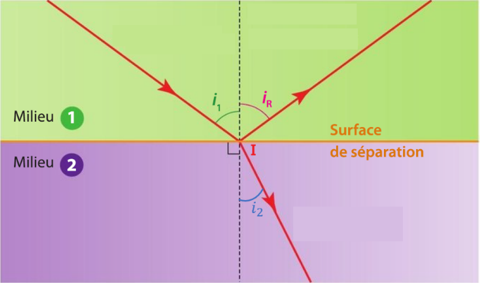 i₁
iR
Milieu 1
Surface
de séparation
I
Milieu 2
i₂